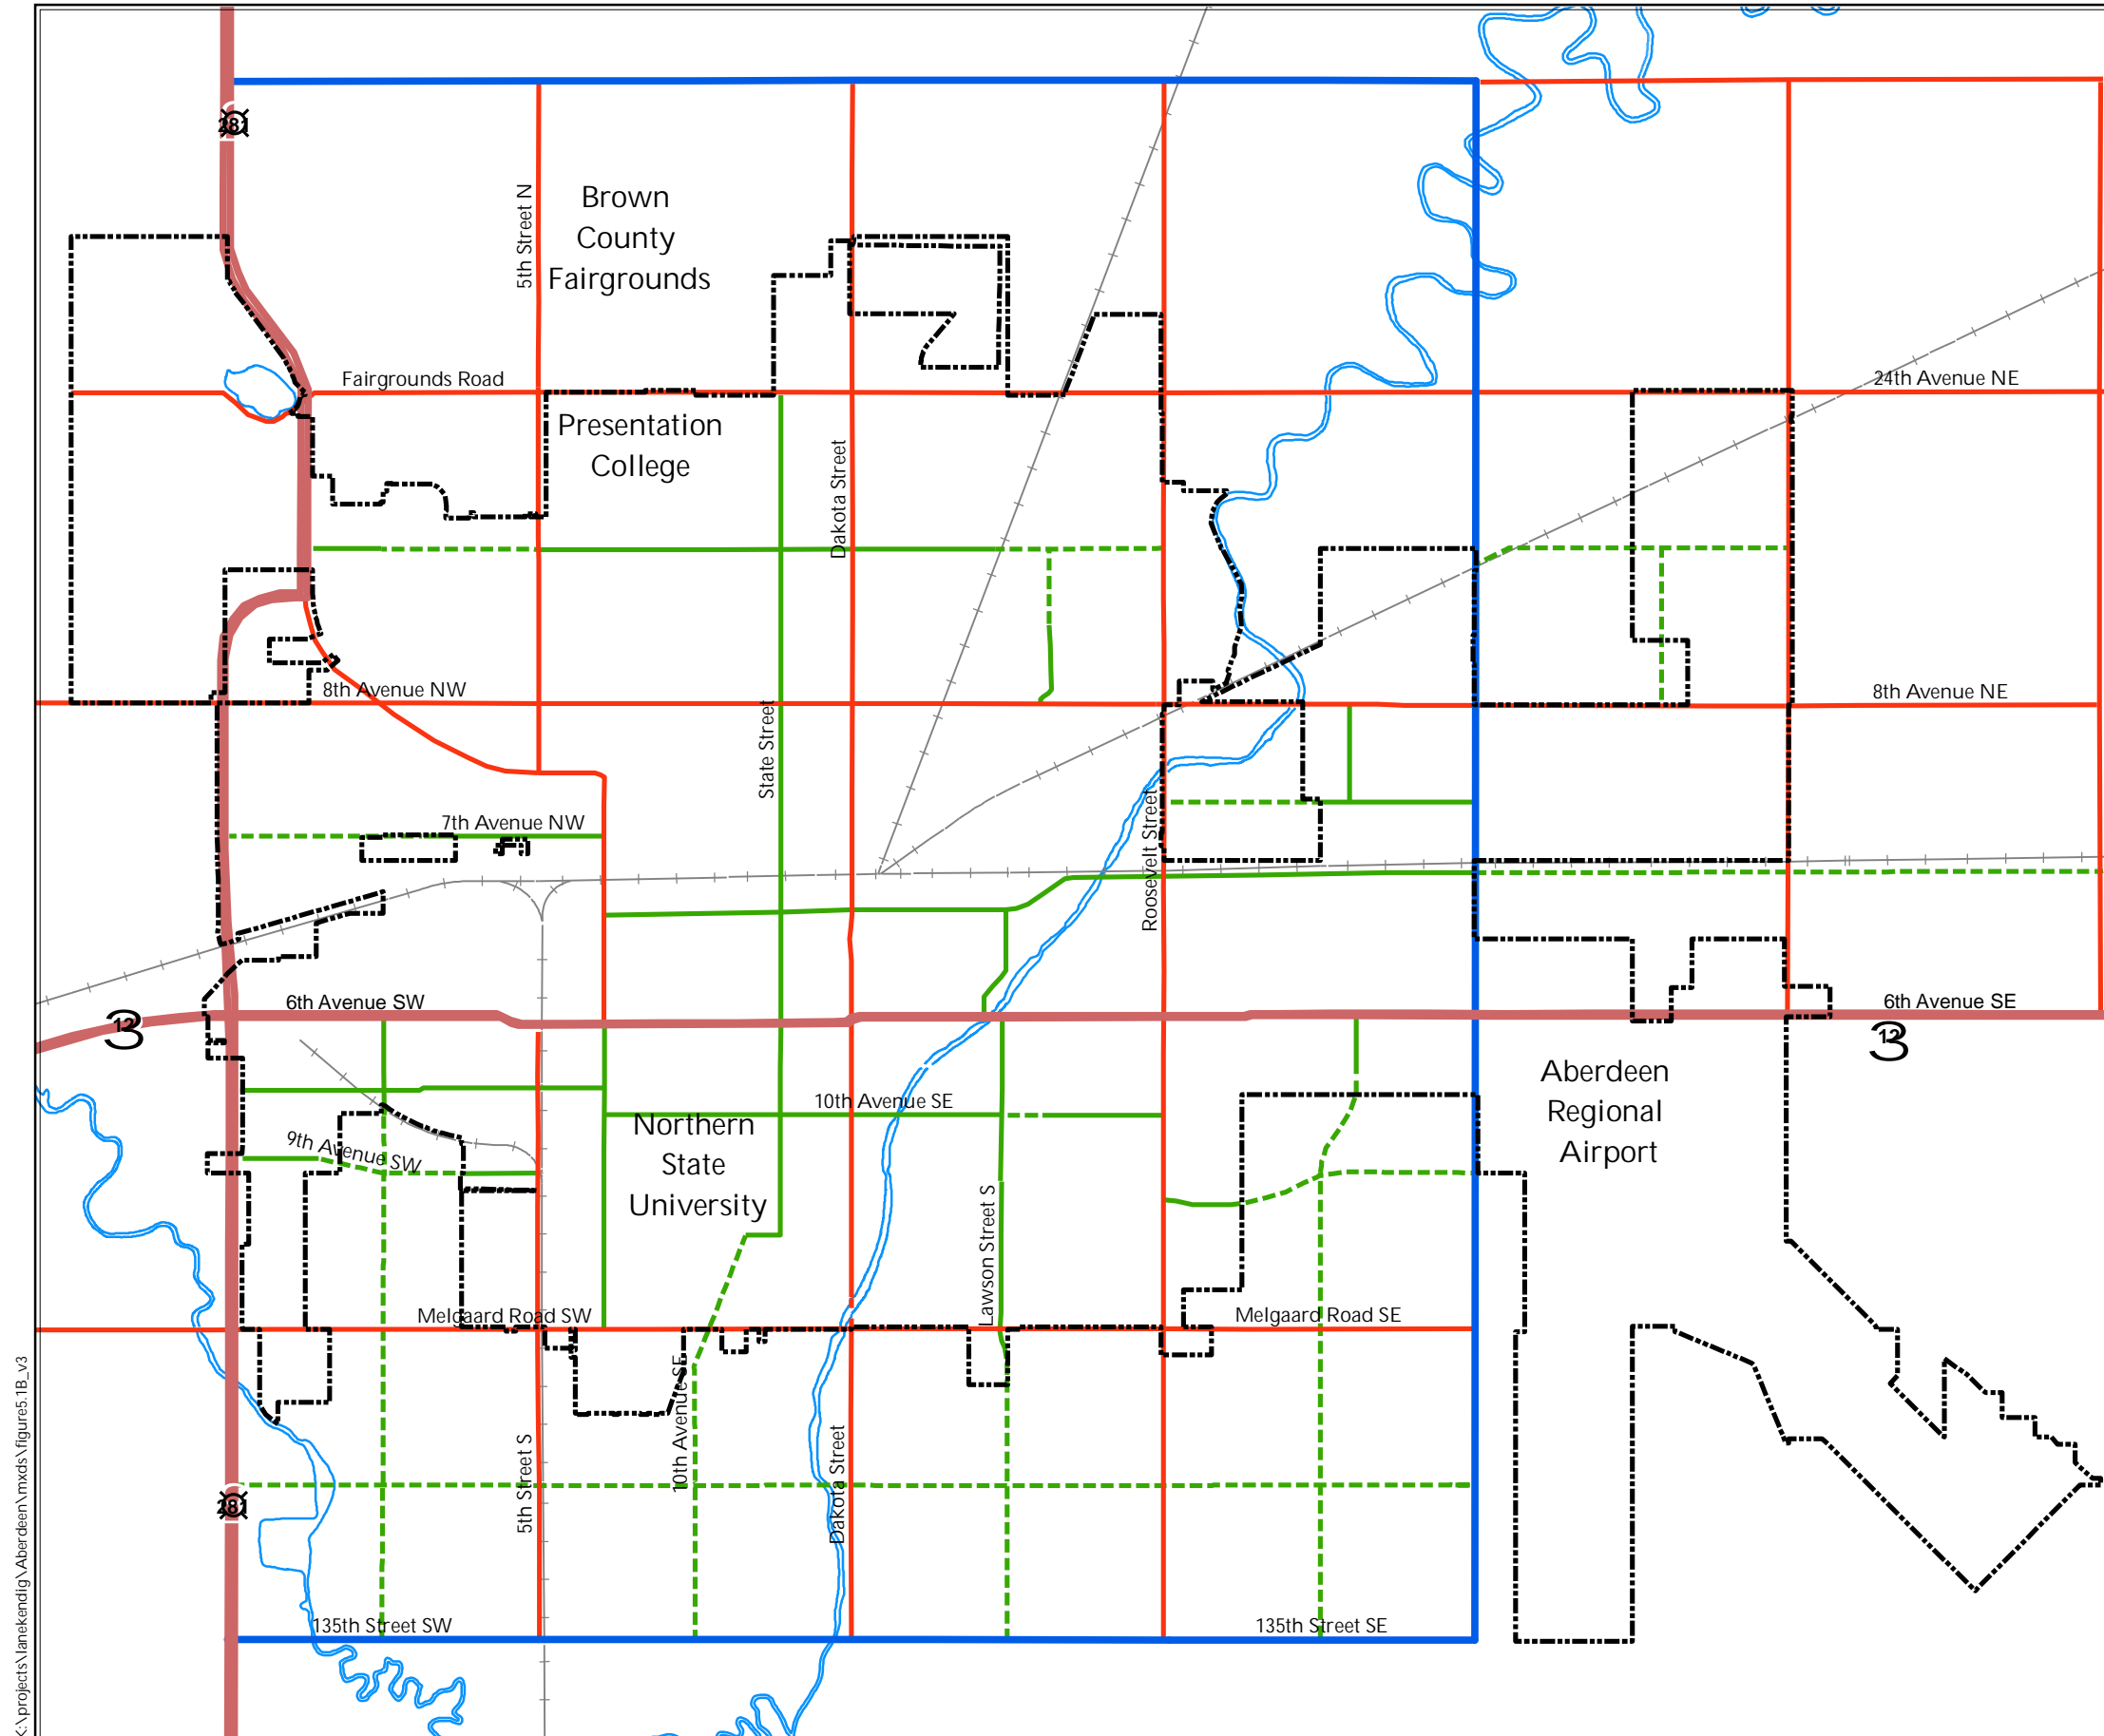 281
5th Street N
Brown
County
Fairgrounds
Fairgrounds Road
24th Avenue NE
Presentation
College
Dakota Street
8th Avenue NW
8th Avenue NE
State Street
7th Avenue NW
Roosevelt Street
6th Avenue SW
6th Avenue SE
12
3
12
3
Aberdeen
Regional
Airport
10th Avenue SE
Northern
State
University
9th Avenue SW
Lawson Street S
Melgaard Road SW
Melgaard Road SE
10th Avenue SE
5th Street S
Dakota Street
281
135th Street SW
135th Street SE
K:\projects\lanekendig\Aberdeen\mxds\figure5.1B_v3